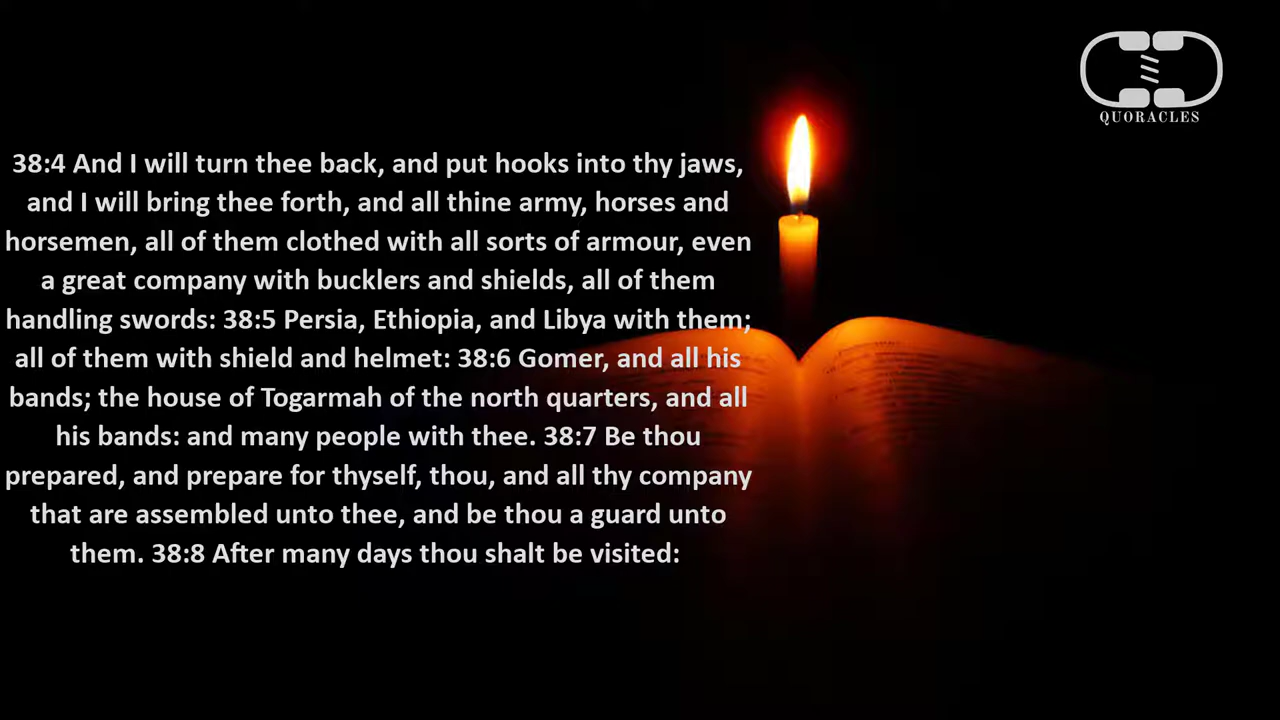 QUORACLES
38:4 And I will turn thee back, and put hooks into thy jaws,
and I will bring thee forth, and all thine army, horses and
horsemen, all of them clothed with all sorts of armour, even
a great company with bucklers and shields, all of them
handling swords: 38:5 Persia, Ethiopia, and Libya with them;
all of them with shield and helmet: 38:6 Gomer, and all his
bands; the house of Togarmah of the north quarters, and all
his bands: and many people with thee. 38:7 Be thou
prepared, and prepare for thyself, thou, and all thy company
that are assembled unto thee, and be thou a guard unto
them. 38:8 After many days thou shalt be visited: